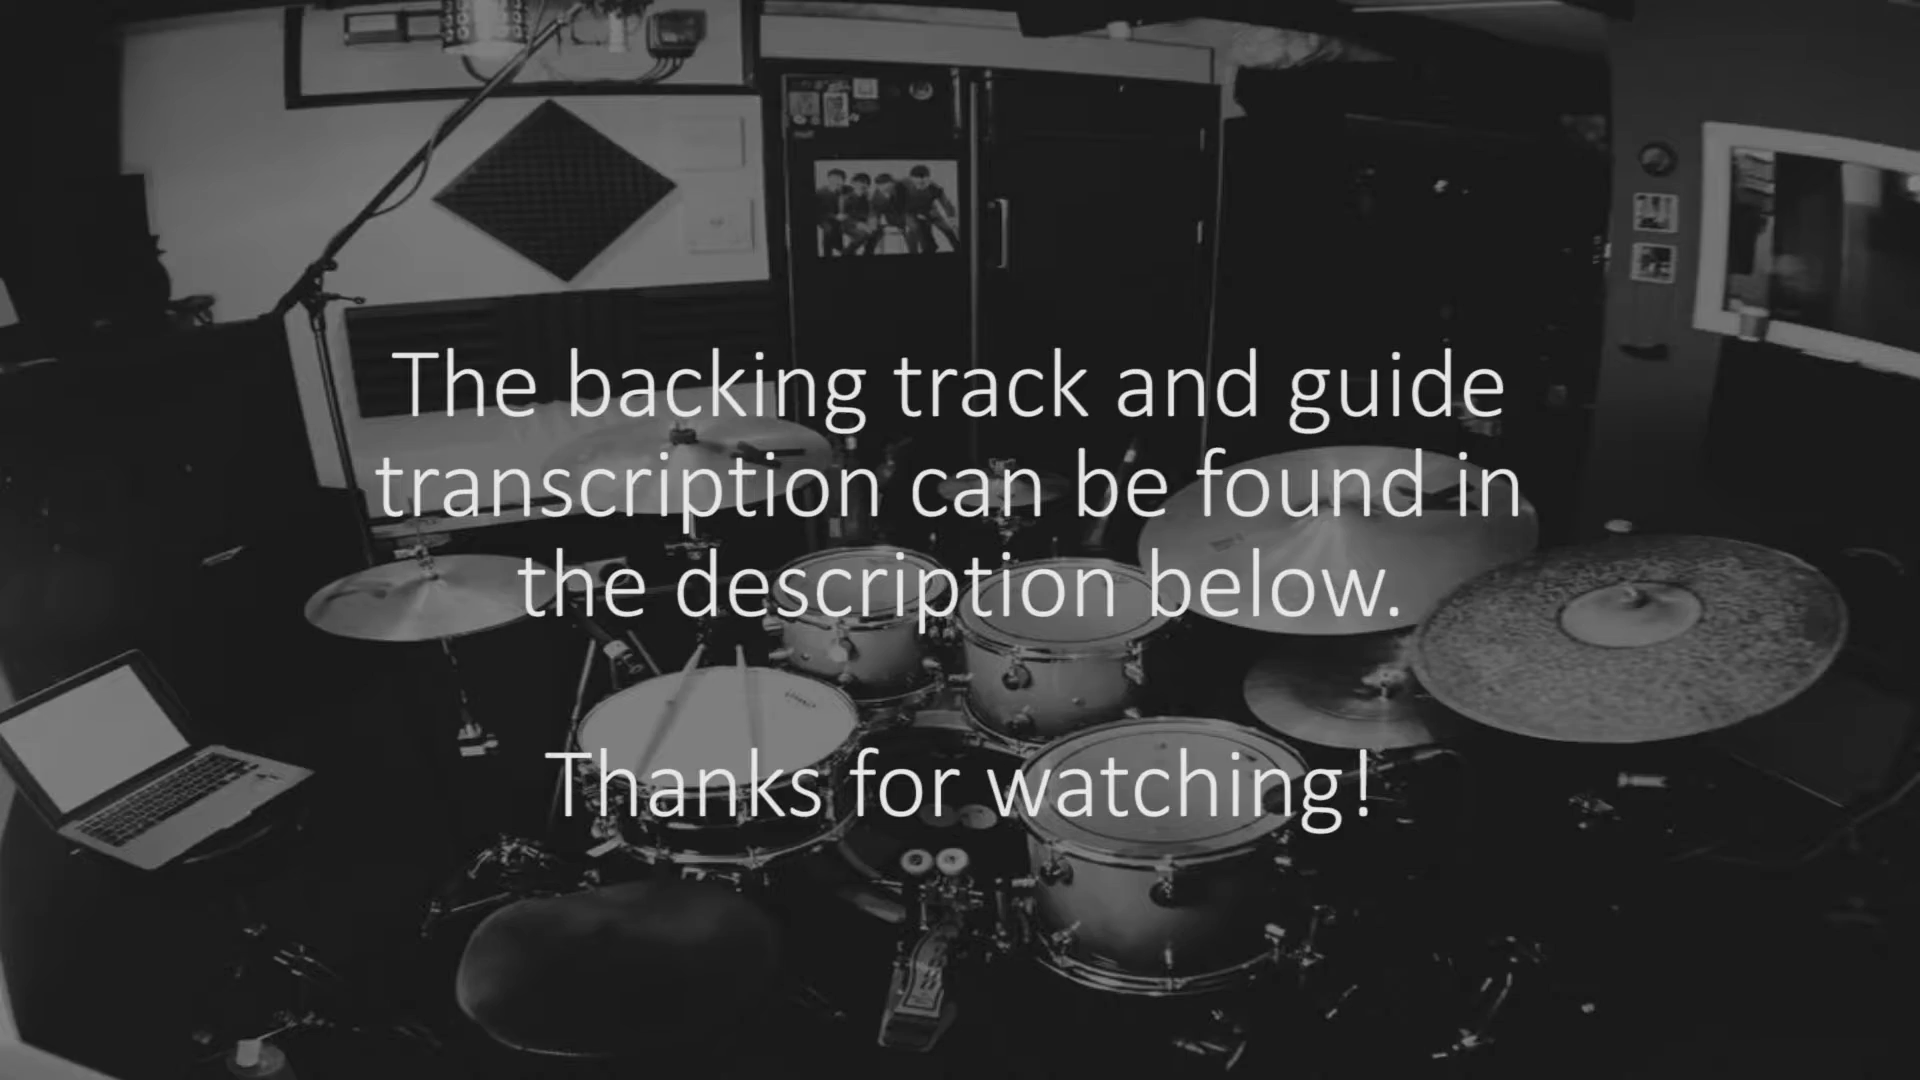 The backing track and guide
transcription can be found in
the description below.
Thanks for watching!